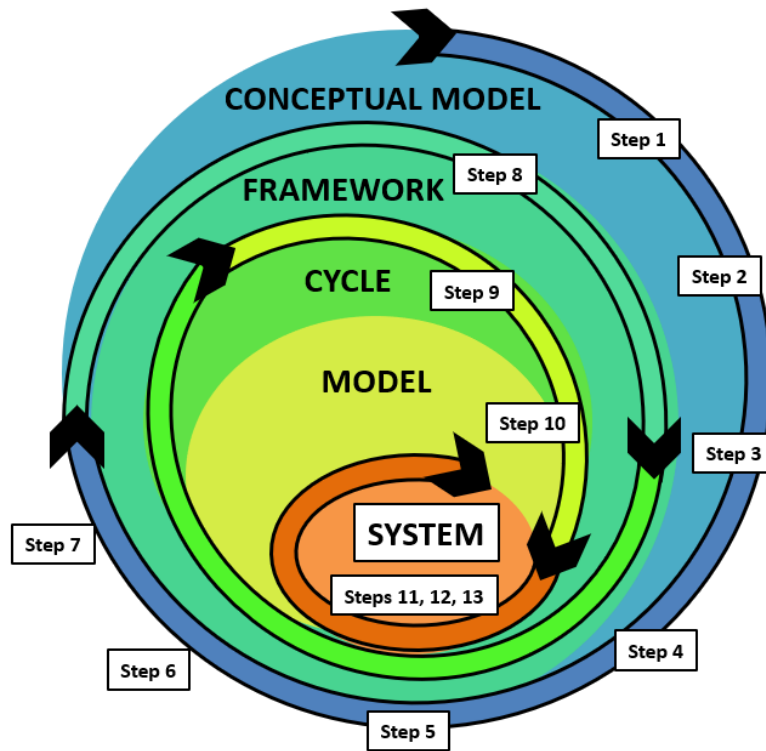 CONCEPTUAL MODEL
Step 1
Step 8
FRAMEWORK
Step 2
CYCLE
Step 9
MODEL
Step 10
Step 3
SYSTEM
Step 7
Steps 11, 12, 13
Step 4
Step 6
Step 5